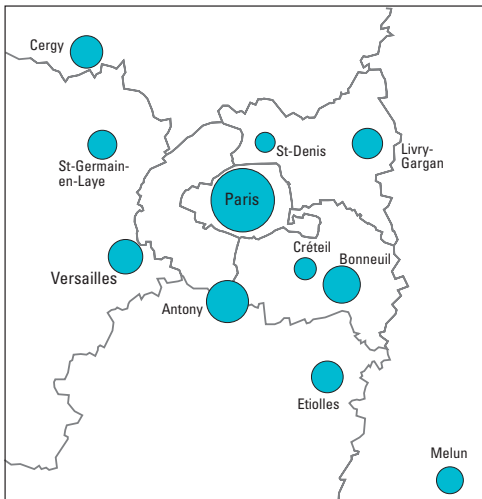 Cergy
St-Denis
Livry-
Gargan
St-Germain-
en-Laye
Paris
Créteil
Bonneuil
Versailles
Antony
Etiolles
Melun